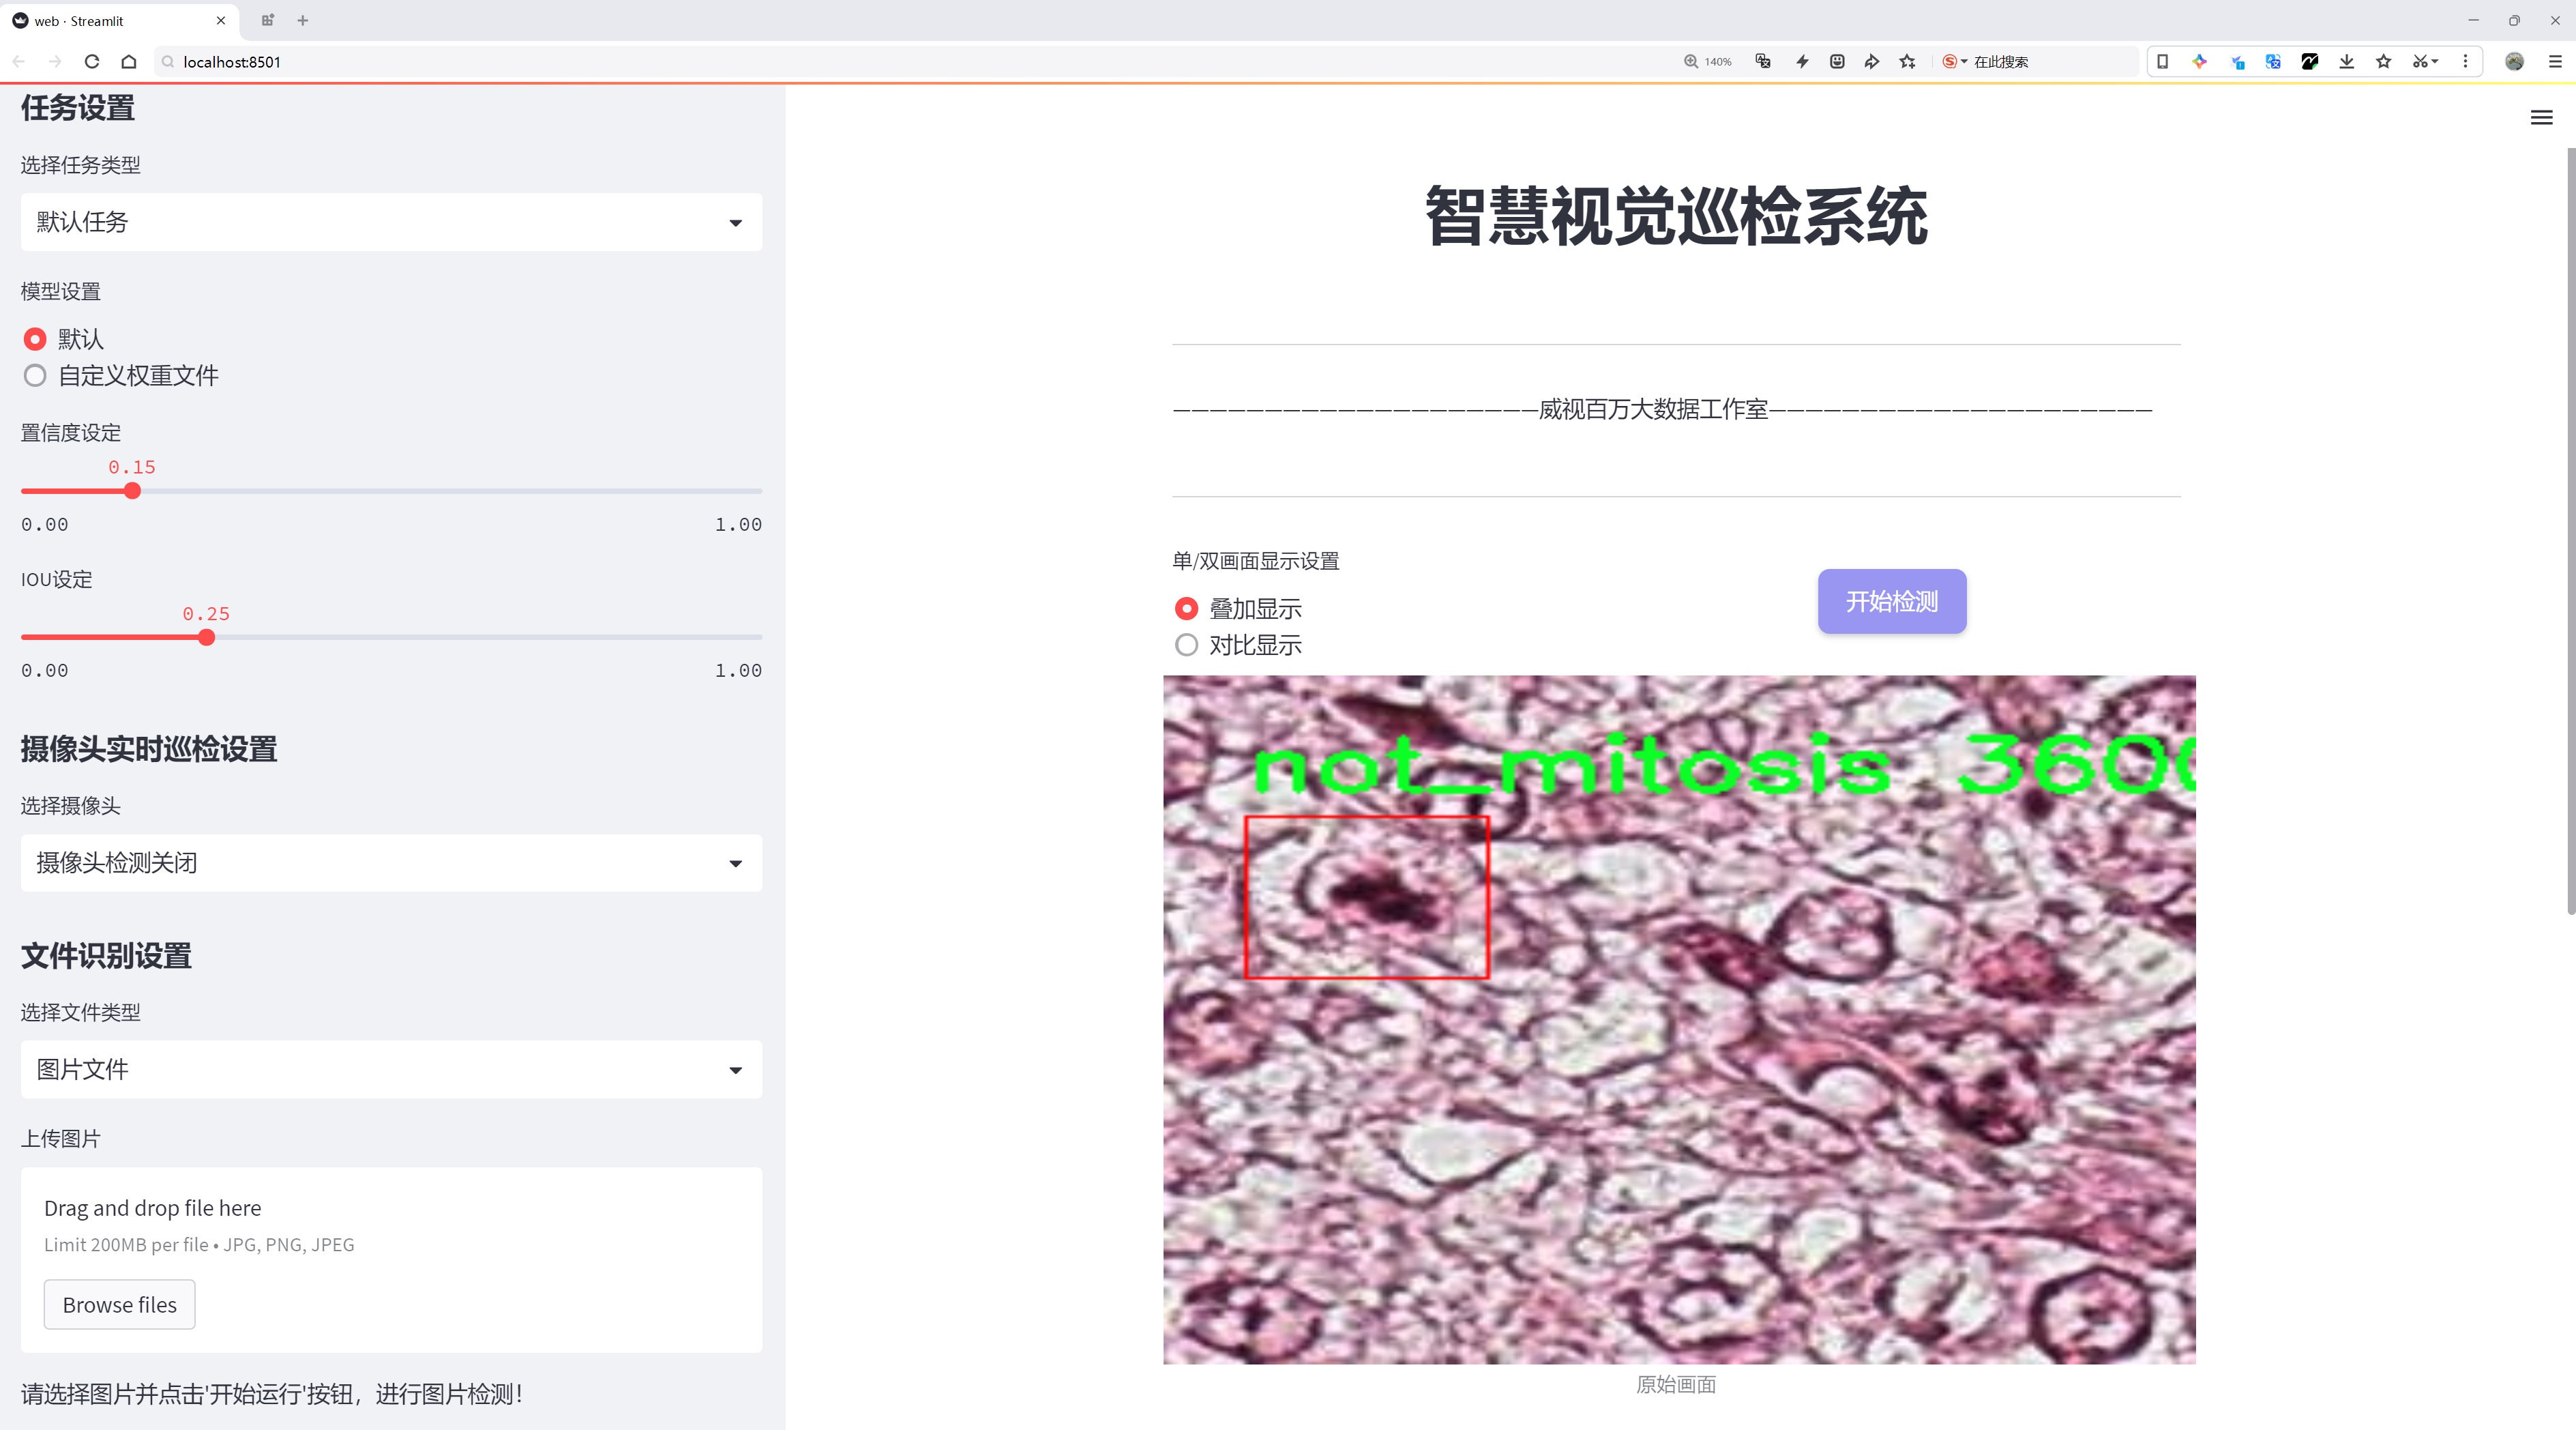 web · Streamlit
localhost:8501
140%
在此搜索
任务设置
选择任务类型
默认任务
模型设置
默认
自定义权重文件
置信度设定
0.15
0.00
1.00
IOU设定
0.25
0.00
1.00
摄像头实时巡检设置
选择摄像头
摄像头检测关闭
文件识别设置
选择文件类型
图片文件
上传图片
Drag and drop file here
Limit 200MB per file • JPG, PNG, JPEG
Browse files
请选择图片并点击'开始运行'按钮，进行图片检测！
智慧视觉巡检系统
————————————————————威视百万大数据工作室—————————————————————
单/双画面显示设置
叠加显示
对比显示
开始检测
not_mitosis 3600
原始画面